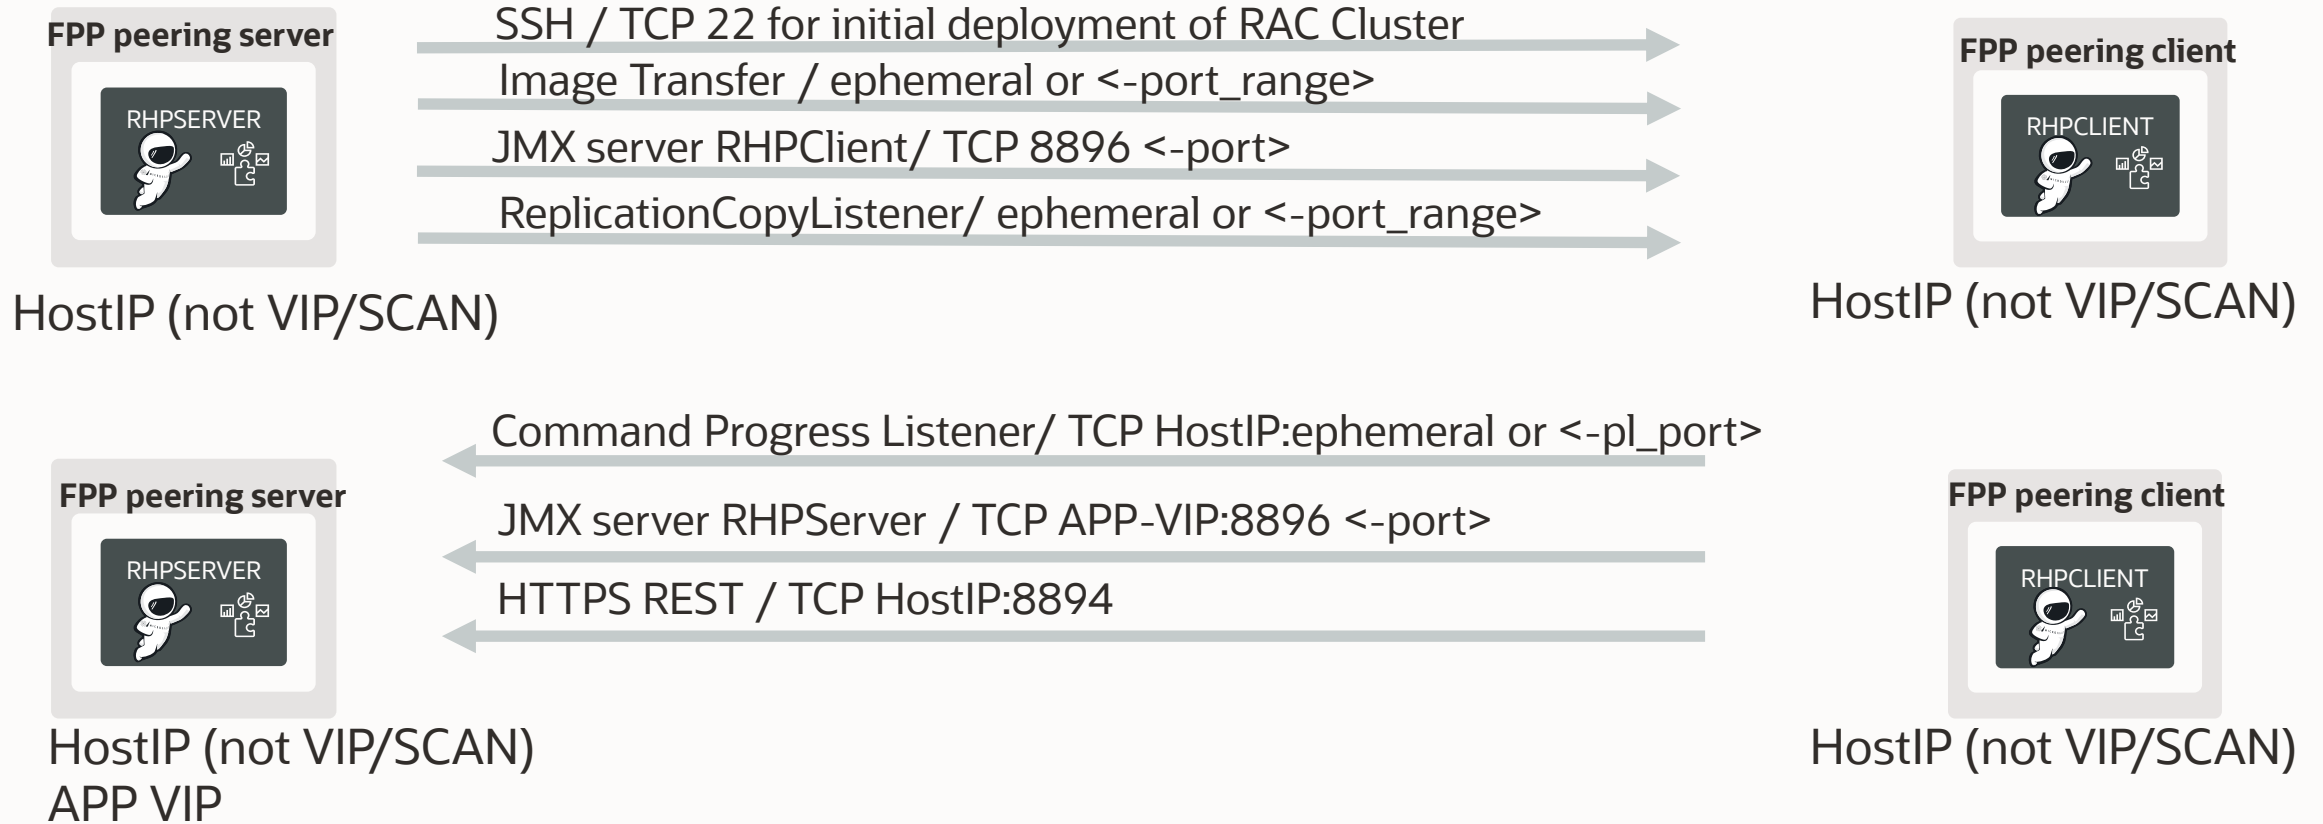 SSH / TCP 22 for initial deployment of RAC Cluster
FPP peering server
FPP peering client
Image Transfer / ephemeral or <-port_range>
RHPSERVER
RHPCLIENT
JMX server RHPClient/ TCP 8896 <-port>
ReplicationCopyListener/ ephemeral or <-port_range>
HostIP (not VIP/SCAN)
HostIP (not VIP/SCAN)
Command Progress Listener/ TCP HostIP:ephemeral or <-pl_port>
FPP peering server
FPP peering client
JMX server RHPServer / TCP APP-VIP:8896 <-port>
RHPSERVER
RHPCLIENT
HTTPS REST / TCP HostIP:8894
HostIP (not VIP/SCAN)
APP VIP
HostIP (not VIP/SCAN)